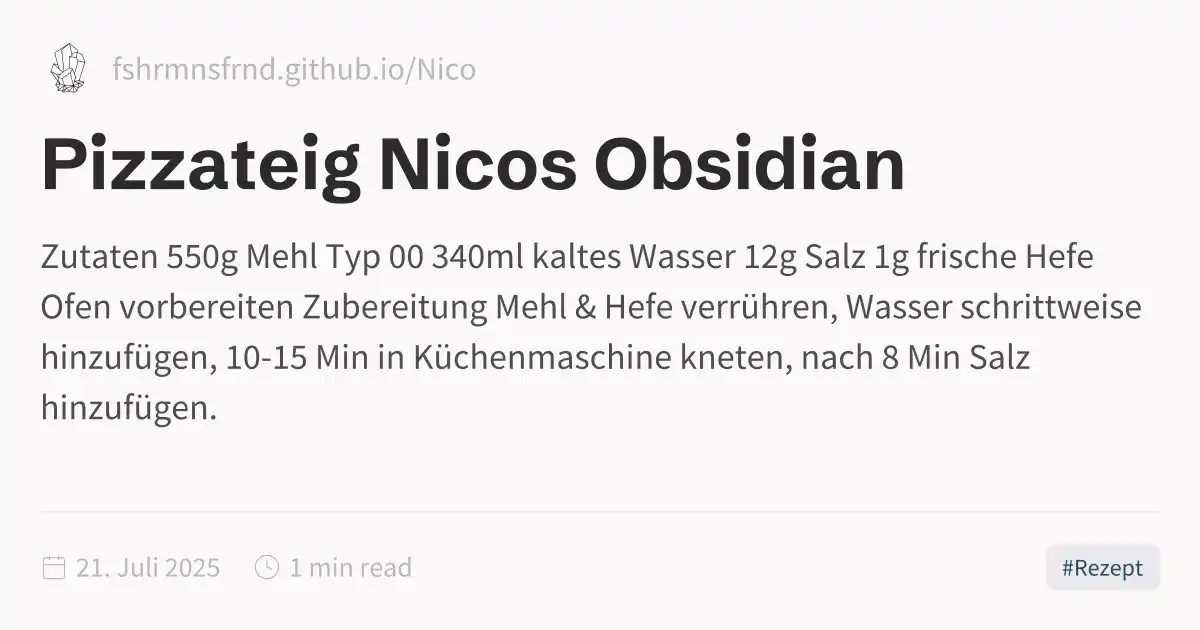 fshrmnsfrnd.github.io/Nico
Pizzateig Nicos Obsidian
Zutaten 550g Mehl Typ 00 340ml kaltes Wasser 12g Salz 1g frische Hefe
Ofen vorbereiten Zubereitung Mehl & Hefe verrühren, Wasser schrittweise
hinzufügen, 10-15 Min in Küchenmaschine kneten, nach 8 Min Salz
hinzufügen.
21. Juli 2025 1 min read #Rezept